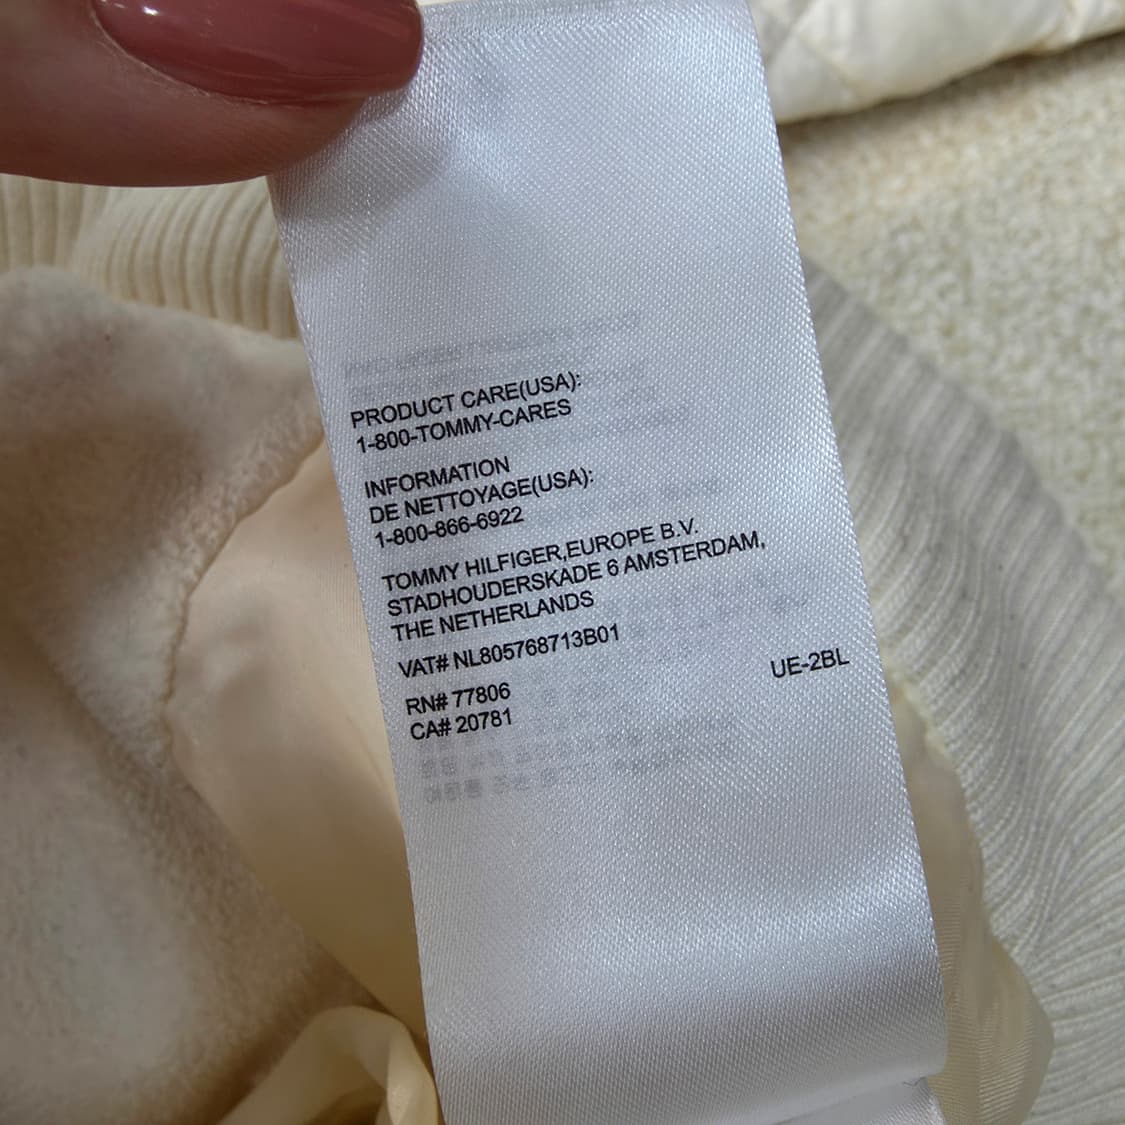 PRODUCT CARE(USA):
1-800-TOMMY-CARES
INFORMATION
DE NETTOYAGE(USA):
1-800-866-6922
TOMMY HILFIGER,EUROPE B.V.
STADHOUDERSKADE 6 AMSTERDAM,
THE NETHERLANDS
VAT# NL805768713B01
RN# 77806
CA# 20781
UE-2BL